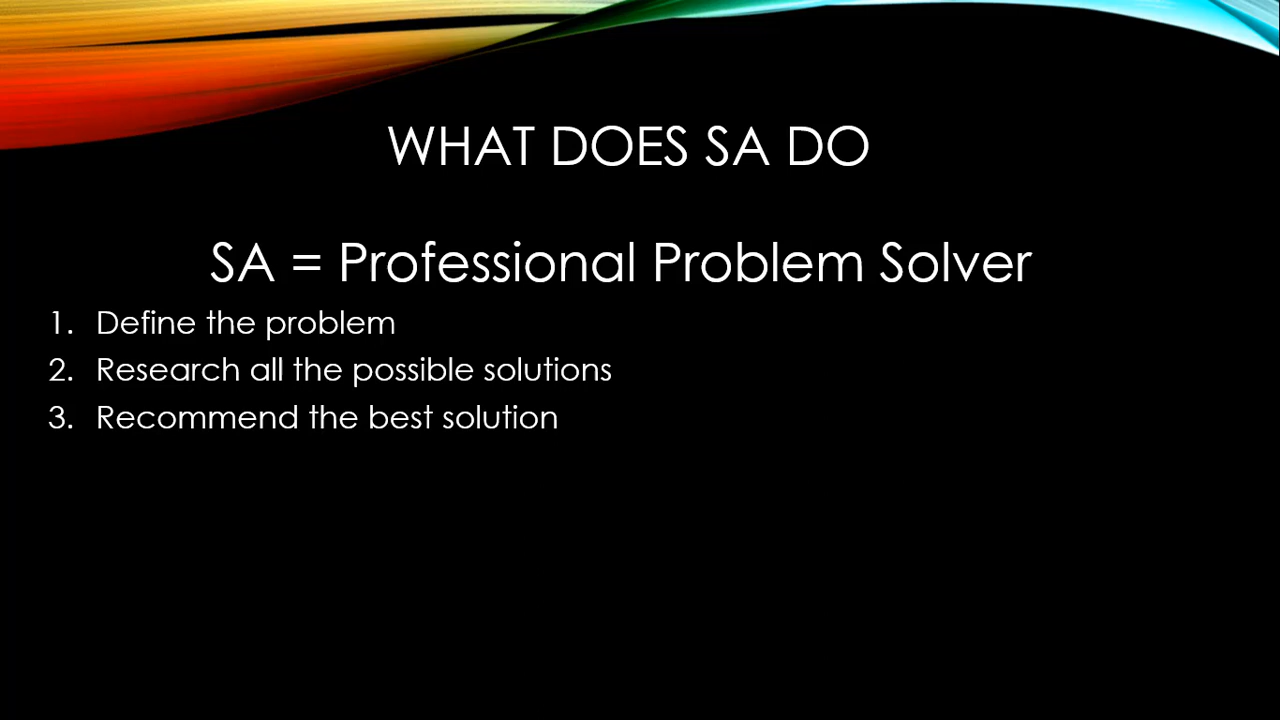 WHAT DOES SA DO
SA = Professional Problem Solver
1. Define the problem
2. Research all the possible solutions
3. Recommend the best solution